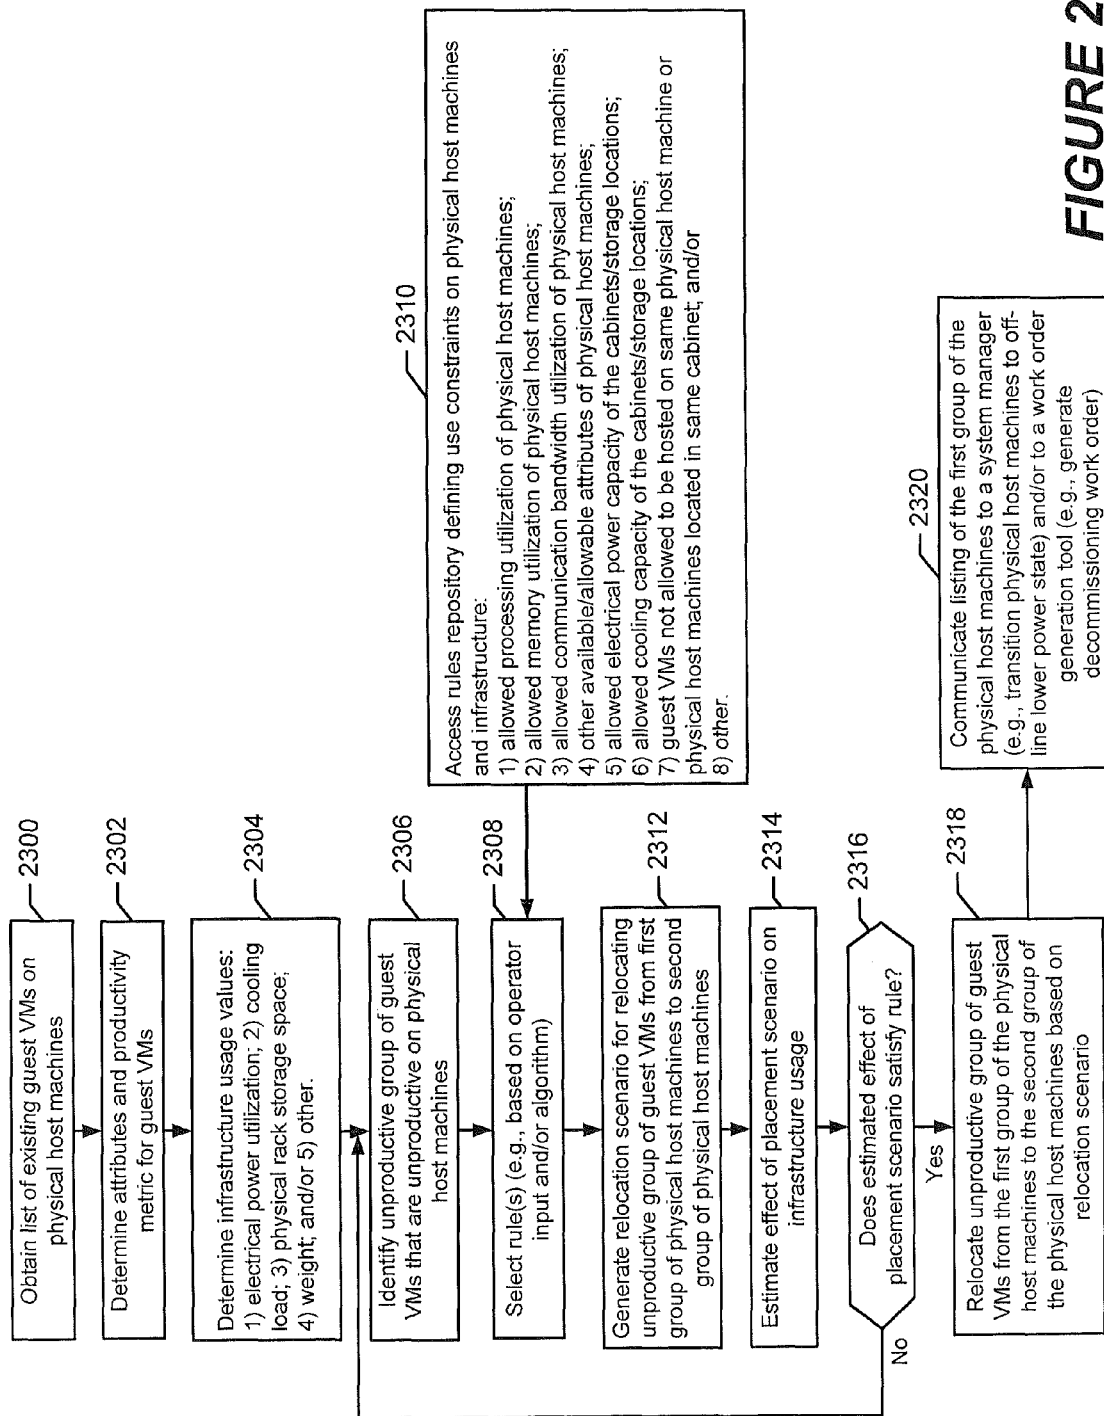 Obtain list of existing guest VMs on
physical host machines
2300
Determine attributes and productivity
metric for guest VMs
2302
Determine infrastructure usage values:
1) electrical power utilization; 2) cooling
load; 3) physical rack storage space;
4) weight; and/or 5) other.
2304
Identify unproductive group of guest
VMs that are unproductive on physical
host machines
2306
Select rule(s) (e.g., based on operator
input and/or algorithm)
2308
Access rules repository defining use constraints on physical host machines
and infrastructure:
1) allowed processing utilization of physical host machines;
2) allowed memory utilization of physical host machines;
3) allowed communication bandwidth utilization of physical host machines;
4) other available/allowable attributes of physical host machines;
5) allowed electrical power capacity of the cabinets/storage locations;
6) allowed cooling capacity of the cabinets/storage locations;
7) guest VMs not allowed to be hosted on same physical host machine or
physical host machines located in same cabinet; and/or
8) other.
2310
Generate relocation scenario for relocating
unproductive group of guest VMs from first
group of physical host machines to second
group of physical host machines
2312
Estimate effect of placement scenario on
infrastructure usage
2314
Does estimated effect of
placement scenario satisfy rule?
2316
No
Yes
Relocate unproductive group of guest
VMs from the first group of the physical
host machines to the second group of
the physical host machines based on
relocation scenario
2318
Communicate listing of the first group of the
physical host machines to a system manager
(e.g., transition physical host machines to off-
line lower power state) and/or to a work order
generation tool (e.g., generate
decommissioning work order)
2320
FIGURE 2